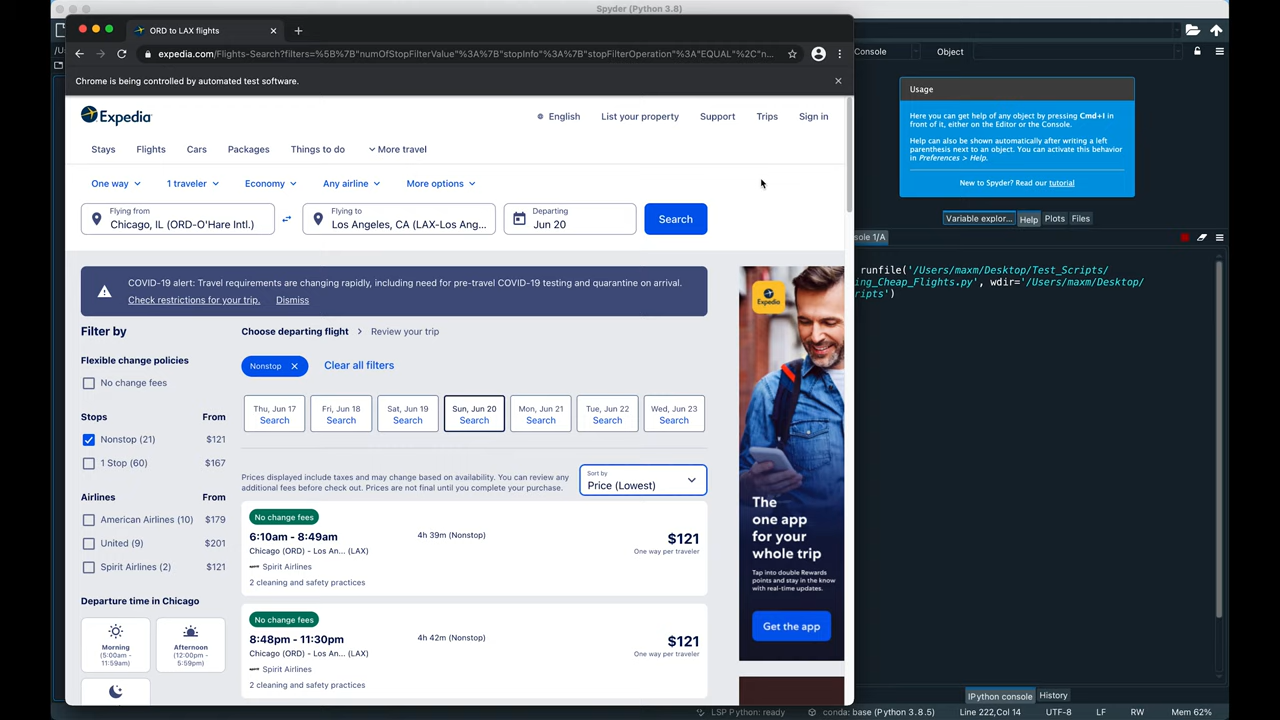 Spyder (Python 3.8)
ORD to LAX flights
expedia.com/Flights-Search?filters=%5B%7B"numOfStopFilterValue"%3A%7B"stopInfo"%3A%7B"stopFilterOperation"%3A"EQUAL"%2C"n...
Chrome is being controlled by automated test software.
Expedia
English
List your property
Support
Trips
Sign in
Stays
Flights
Cars
Packages
Things to do
More travel
One way
1 traveler
Economy
Any airline
More options
Flying from
Chicago, IL (ORD-O'Hare Intl.)
Flying to
Los Angeles, CA (LAX-Los Ang...
Departing
Jun 20
Search
COVID-19 alert: Travel requirements are changing rapidly, including need for pre-travel COVID-19 testing and quarantine on arrival.
Check restrictions for your trip.
Dismiss
Filter by
Flexible change policies
No change fees
Stops
From
Nonstop (21)
$121
1 Stop (60)
$167
Airlines
From
American Airlines (10)
$179
United (9)
$201
Spirit Airlines (2)
$121
Departure time in Chicago
Morning
(5:00am -
11:59am)
Afternoon
(12:00pm -
5:59pm)
Choose departing flight
Review your trip
Nonstop
Clear all filters
Thu, Jun 17
Search
Fri, Jun 18
Search
Sat, Jun 19
Search
Sun, Jun 20
Search
Mon, Jun 21
Search
Tue, Jun 22
Search
Wed, Jun 23
Search
Prices displayed include taxes and may change based on availability. You can review any
additional fees before check out. Prices are not final until you complete your purchase.
Sort by
Price (Lowest)
No change fees
6:10am - 8:49am
4h 39m (Nonstop)
$121
Chicago (ORD) - Los An... (LAX)
One way per traveler
Spirit Airlines
2 cleaning and safety practices
No change fees
8:48pm - 11:30pm
4h 42m (Nonstop)
$121
Chicago (ORD) - Los An... (LAX)
One way per traveler
Spirit Airlines
2 cleaning and safety practices
Expedia
The
one app
for your
whole trip
Tap into double Rewards
points and stay in the know
with real-time updates.
Get the app
Console
Object
Usage
Here you can get help of any object by pressing Cmd+I in
front of it, either on the Editor or the Console.
Help can also be shown automatically after writing a left
parenthesis next to an object. You can activate this behavior
in Preferences > Help.
New to Spyder? Read our tutorial
Variable explor...
Help
Plots
Files
sole 1/A
runfile('/Users/maxm/Desktop/Test_Scripts/
ing_Cheap_Flights.py', wdir='/Users/maxm/Desktop/
ripts')
IPython console
History
LSP Python: ready
conda: base (Python 3.8.5)
Line 222,Col 14
UTF-8
LF
RW
Mem 62%